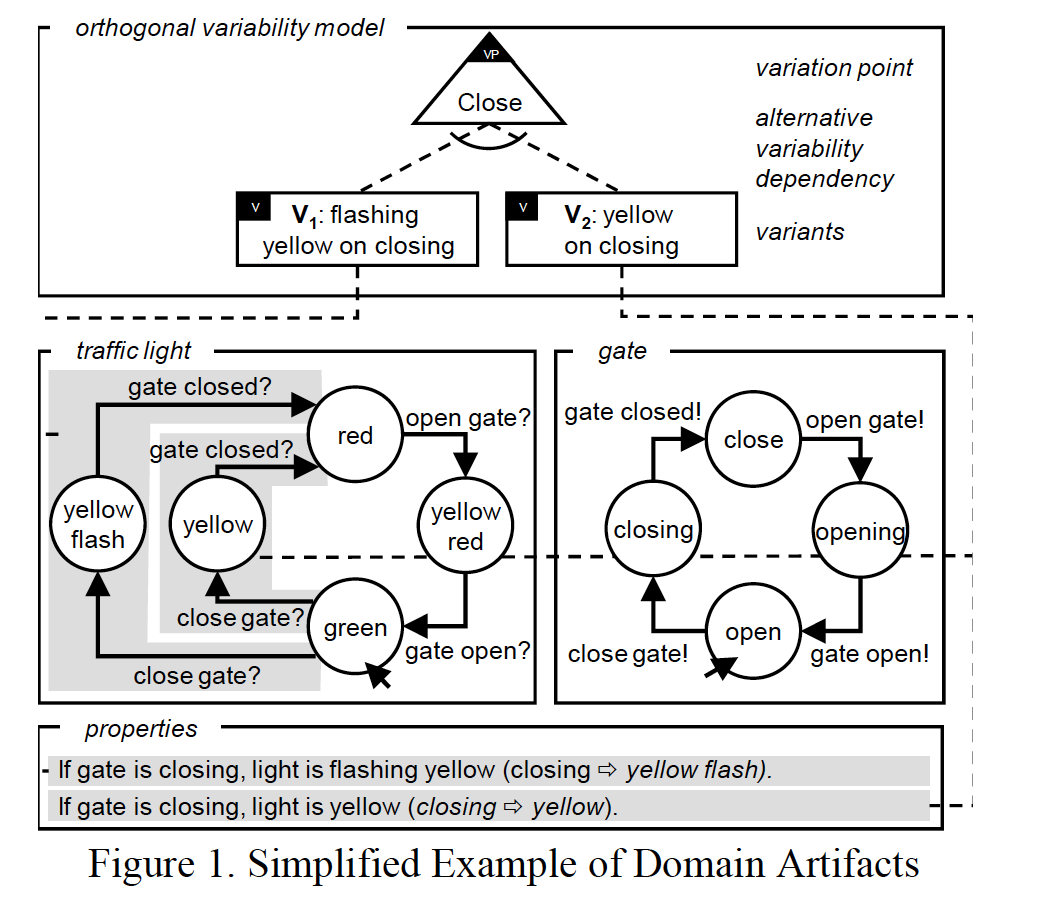 orthogonal variability model
VP
Close
variation point
alternative
variability
dependency
variants
V
V1: flashing
yellow on closing
V
V2: yellow
on closing
traffic light
gate closed?
gate closed?
red
open gate?
yellow
flash
yellow
yellow
red
close gate?
green
gate open?
close gate?
gate
gate closed!
close
open gate!
closing
opening
open
close gate!
gate open!
properties
If gate is closing, light is flashing yellow (closing ⇨ yellow flash).
If gate is closing, light is yellow (closing ⇨ yellow).
Figure 1. Simplified Example of Domain Artifacts